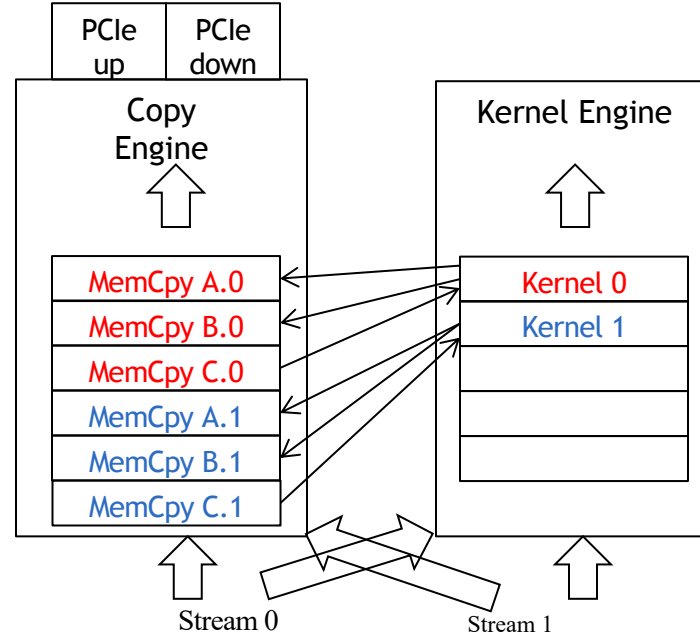 PCIe
up
PCIe
down
Copy
Engine
Kernel Engine
MemCpy A.0
MemCpy B.0
MemCpy C.0
MemCpy A.1
MemCpy B.1
MemCpy C.1
Kernel 0
Kernel 1
Stream 0
Stream 1